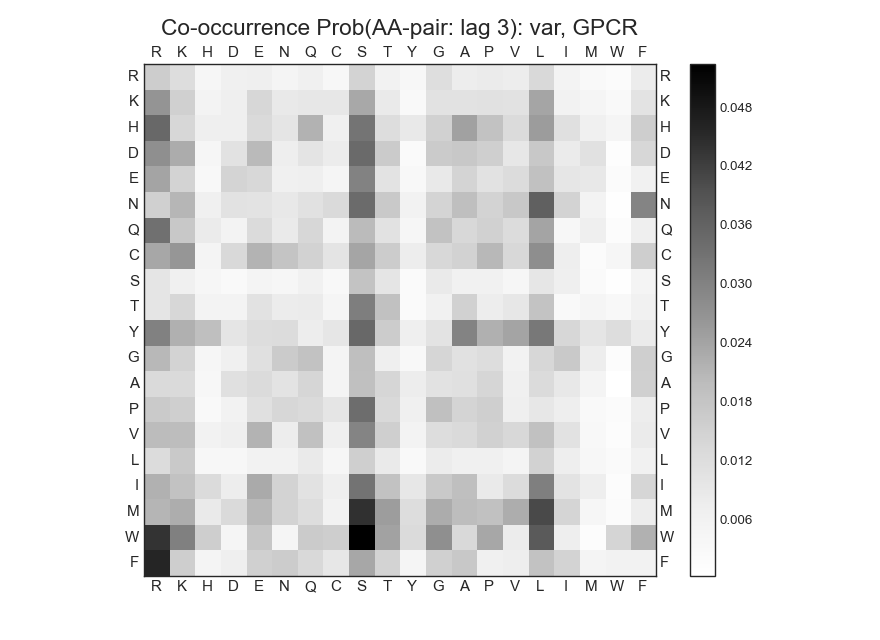 Co-occurrence Prob(AA-pair: lag 3): var, GPCR
R K H D E N Q C S T Y G A P V L I M W F
R R
K K
H H
D D
E E
N N
Q Q
C C
S S
T T
Y Y
G G
A A
P P
V V
L L
I I
M M
W W
F F
R K H D E N Q C S T Y G A P V L I M W F
0.048
0.042
0.036
0.030
0.024
0.018
0.012
0.006